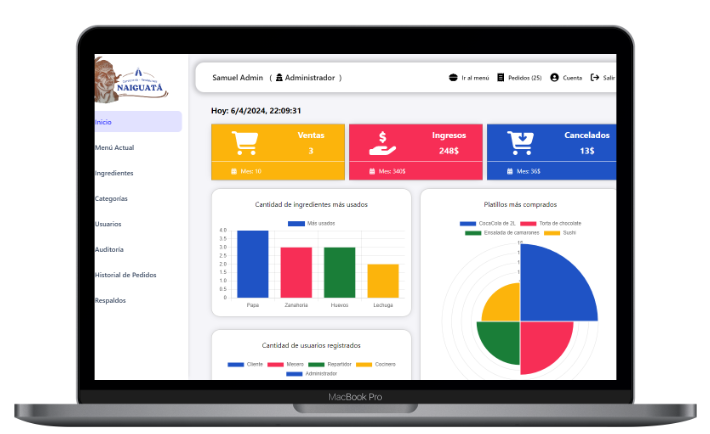 NAIGUATÁ
Samuel Admin ( Administrador )
Ir al menú
Pedidos (25)
Cuenta
Salir
Hoy: 6/4/2024, 22:09:31
Inicio
Menú Actual
Ingredientes
Categorías
Usuarios
Auditoria
Historial de Pedidos
Respaldos
Ventas
3
Mes: 10
Ingresos
248$
Mes: 340$
Cancelados
13$
Mes: 36$
Cantidad de ingredientes más usados
Más usados
4.0
3.5
3.0
2.5
2.0
1.5
1.0
0.5
0
Papa
Zanahoria
Huevos
Lechuga
Platillos más comprados
CocaCola de 2L
Torta de chocolate
Ensalada de camarones
Sushi
Cantidad de usuarios registrados
Cliente
Mesero
Repartidor
Cocinero
Administrador
MacBook Pro